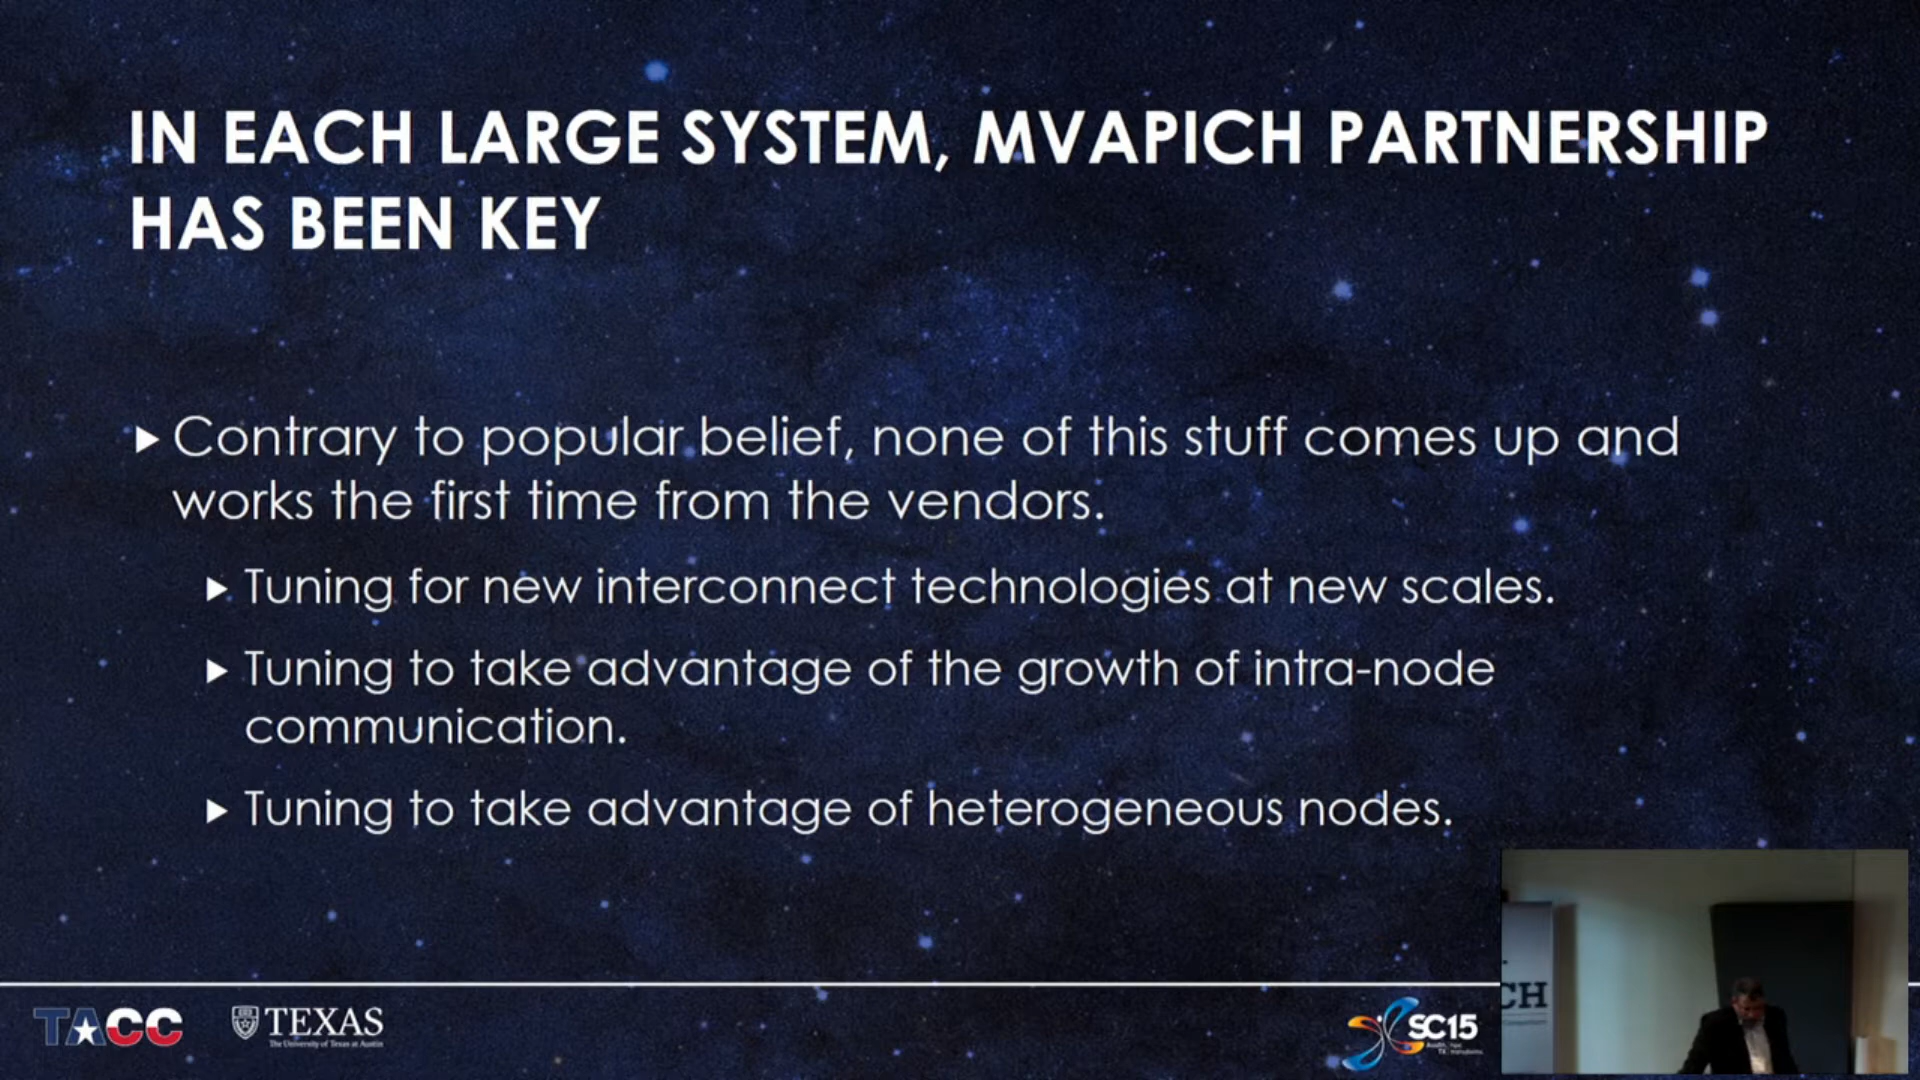 IN EACH LARGE SYSTEM, MVAPICH PARTNERSHIP
HAS BEEN KEY
Contrary to popular belief, none of this stuff comes up and
works the first time from the vendors.
Tuning for new interconnect technologies at new scales.
Tuning to take advantage of the growth of intra-node
communication.
Tuning to take advantage of heterogeneous nodes.
TACC
TEXAS
The University of Texas at Austin
SC15
Austin,
TX
CH